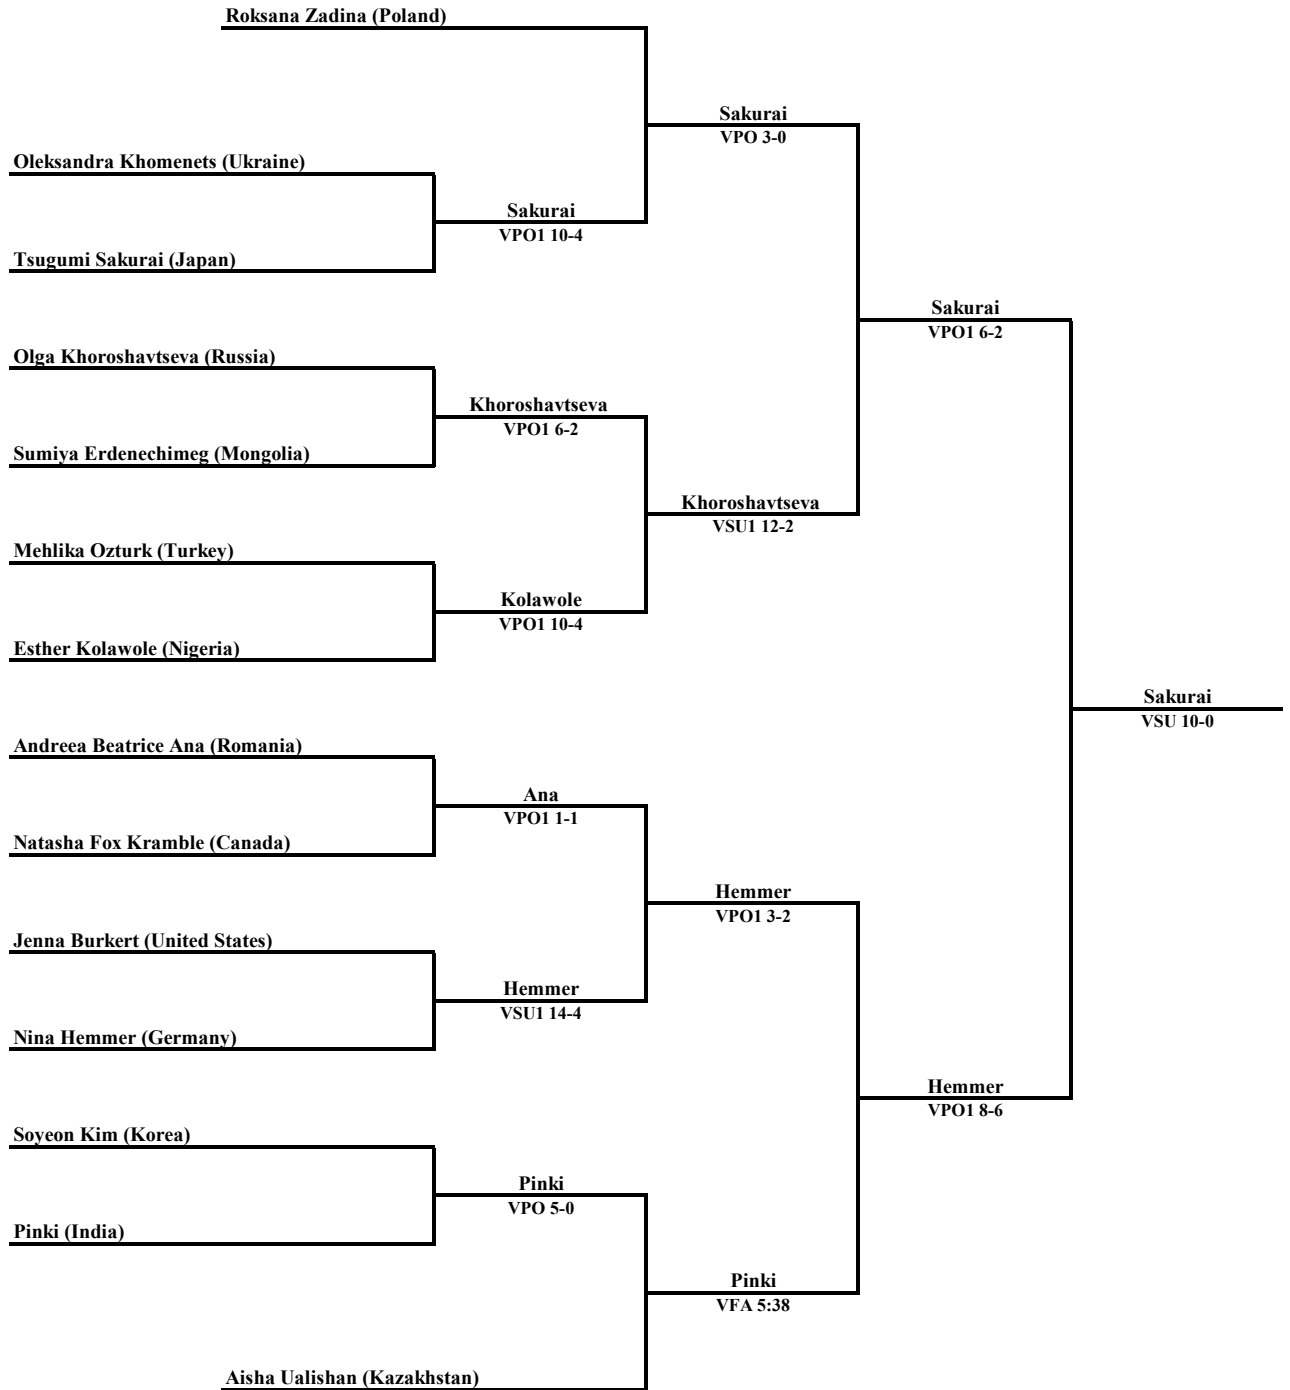 Roksana Zadina (Poland)
Sakurai
VPO 3-0
Oleksandra Khomenets (Ukraine)
Sakurai
VPO1 10-4
Tsugumi Sakurai (Japan)
Sakurai
VPO1 6-2
Olga Khoroshavtseva (Russia)
Khoroshavtseva
VPO1 6-2
Sumiya Erdenechimeg (Mongolia)
Khoroshavtseva
VSU1 12-2
Mehlika Ozturk (Turkey)
Kolawole
VPO1 10-4
Esther Kolawole (Nigeria)
Sakurai
VSU 10-0
Andreea Beatrice Ana (Romania)
Ana
VPO1 1-1
Natasha Fox Kramble (Canada)
Hemmer
VPO1 3-2
Jenna Burkert (United States)
Hemmer
VSU1 14-4
Nina Hemmer (Germany)
Hemmer
VPO1 8-6
Soyeon Kim (Korea)
Pinki
VPO 5-0
Pinki (India)
Pinki
VFA 5:38
Aisha Ualishan (Kazakhstan)